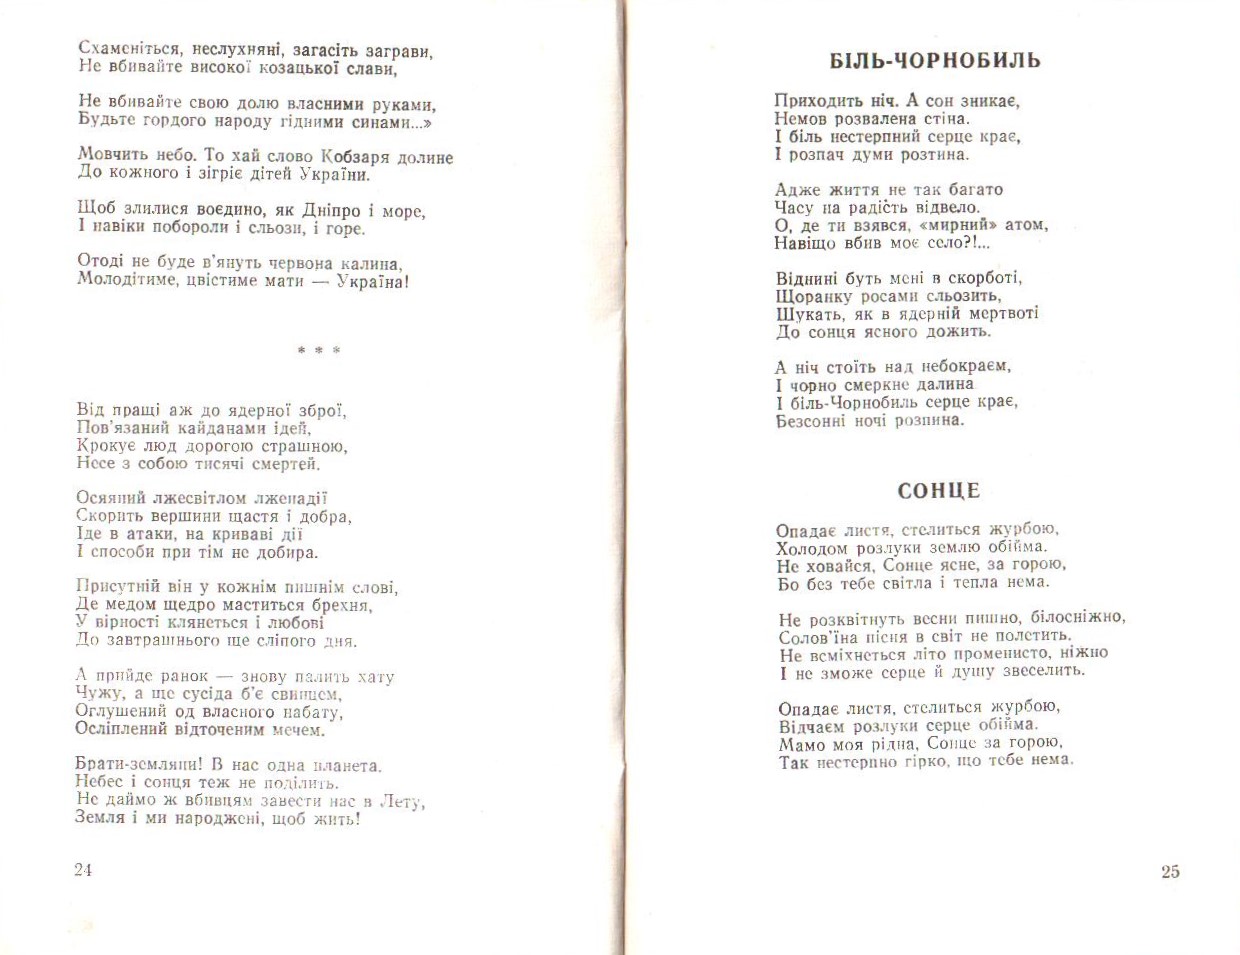 Схаменіться, неслухняні, загасіть заграви,
Не вбивайте високої козацької слави,
Не вбивайте свою долю власними руками,
Будьте гордого народу гідними синами...»
Мовчить небо. То хай слово Кобзаря долине
До кожного і зігріє дітей України.
Щоб злилися воєдино, як Дніпро і море,
І навіки побороли і сльози, і горе.
Отоді не буде в’януть червона калина,
Молодітиме, цвістиме мати — Україна!
* * *
Від пращі аж до ядерної зброї,
Пов’язаний кайданами ідей,
Крокує люд дорогою страшною,
Несе з собою тисячі смертей.
Осяяний лжесвітлом лженадії
Скорить вершини щастя і добра,
Іде в атаки, на криваві дії
І способи при тім не добира.
Присутній він у кожнім пишнім слові,
Де медом щедро маститься брехня,
У вірності клянеться і любові
До завтрашнього ще сліпого дня.
А прийде ранок — знову палить хату
Чужу, а ще сусіда б’є свинцем,
Оглушений од власного набату,
Осліплений відточеним мечем.
Брати-земляни! В нас одна планета.
Небес і сонця теж не поділить.
Не даймо ж вбивцям завести нас в Лету,
Земля і ми народжені, щоб жить!
24
БІЛЬ-ЧОРНОБИЛЬ
Приходить ніч. А сон зникає,
Немов розвалена стіна.
І біль нестерпний серце крає,
І розпач думи розтина.
Адже життя не так багато
Часу на радість відвело.
О, де ти взявся, «мирний» атом,
Навіщо вбив моє село?!...
Віднині буть мені в скорботі,
Щоранку росами сльозить,
Шукать, як в ядерній мертвоті
До сонця ясного дожить.
А ніч стоїть над небокраєм,
І чорно смеркне далина
І біль-Чорнобиль серце крає,
Безсонні ночі розпина.
СОНЦЕ
Опадає листя, стелиться журбою,
Холодом розлуки землю обійма.
Не ховайся, Сонце ясне, за горою,
Бо без тебе світла і тепла нема.
Не розквітнуть весни пишно, білосніжно,
Солов’їна пісня в світ не полетить.
Не всміхнеться літо променисто, ніжно
І не зможе серце й душу звеселить.
Опадає листя, стелиться журбою,
Відчаєм розлуки серце обійма.
Мамо моя рідна, Сонце за горою,
Так нестерпно гірко, що тебе нема.
25